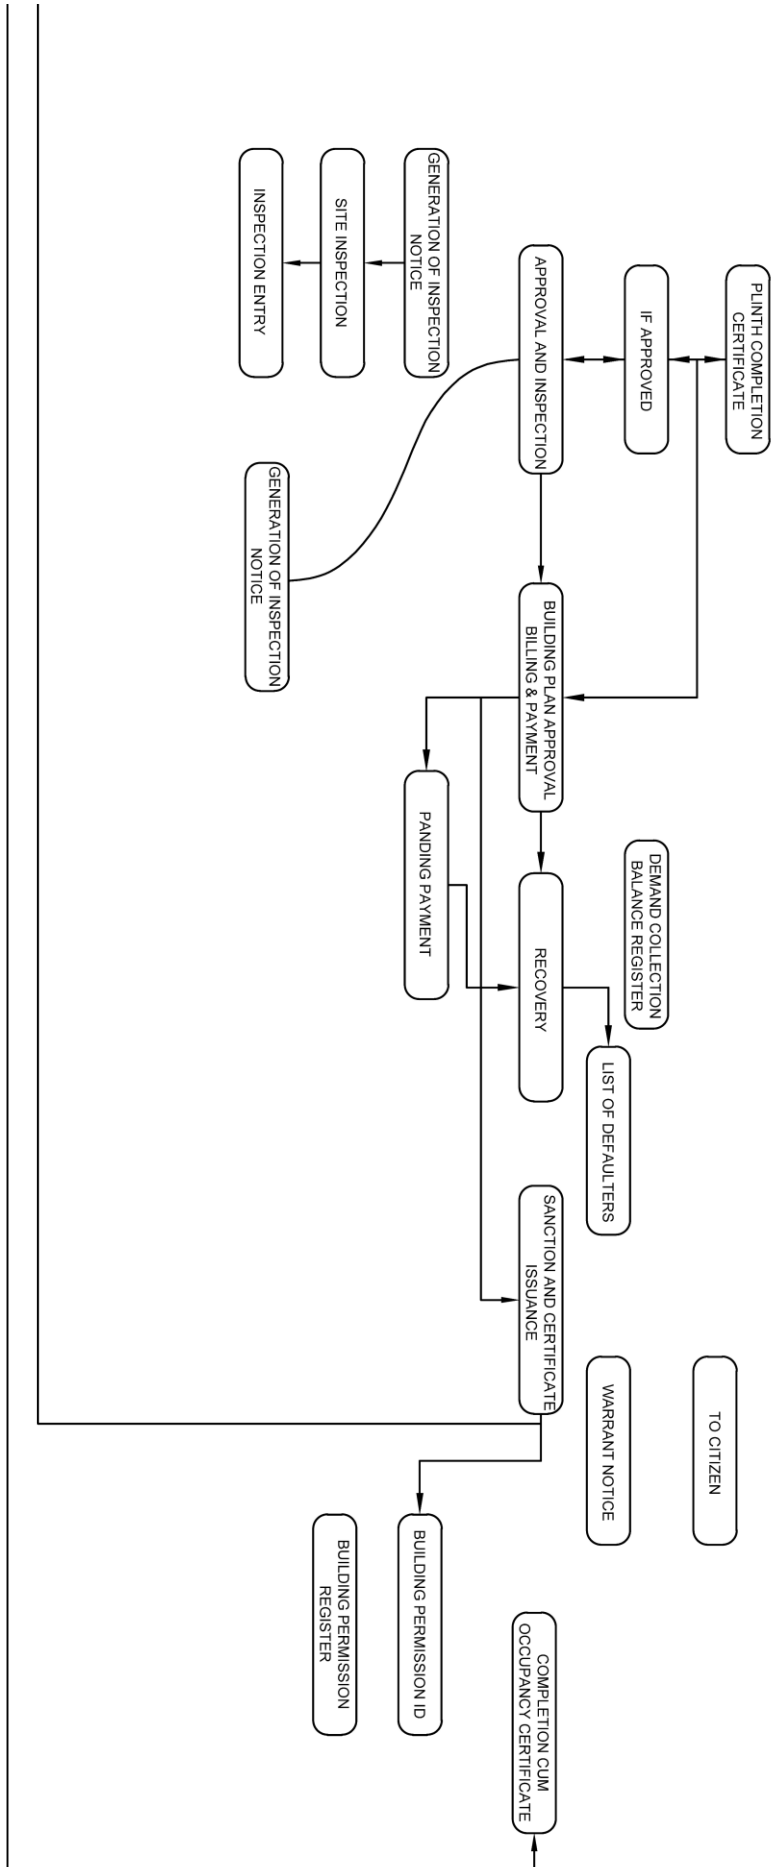 PLINTH COMPLETION
CERTIFICATE
IF APPROVED
APPROVAL AND INSPECTION
GENERATION OF INSPECTION
NOTICE
SITE INSPECTION
INSPECTION ENTRY
GENERATION OF INSPECTION
NOTICE
BUILDING PLAN APPROVAL
BILLING & PAYMENT
PANDING PAYMENT
DEMAND COLLECTION
BALANCE REGISTER
RECOVERY
LIST OF DEFAULTERS
SANCTION AND CERTIFICATE
ISSUANCE
TO CITIZEN
WARRANT NOTICE
BUILDING PERMISSION ID
BUILDING PERMISSION
REGISTER
COMPLETION CUM
OCCUPANCY CERTIFICATE